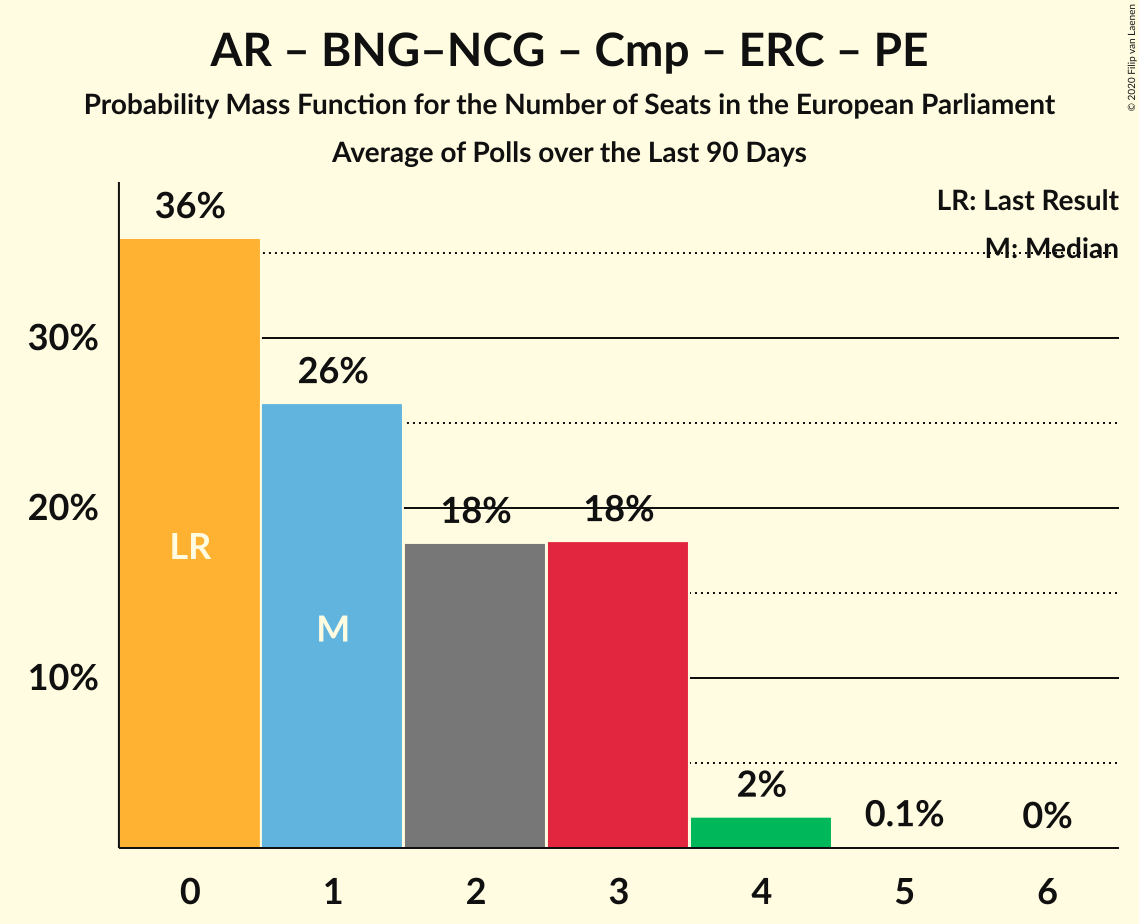 AR – BNG–NCG – Cmp – ERC – PE
Probability Mass Function for the Number of Seats in the European Parliament
Average of Polls over the Last 90 Days
© 2020 Filip van Laenen
LR: Last Result
M: Median
36%
30%
26%
20%
18%
18%
LR
M
10%
2%
0.1%
0%
0 1 2 3 4 5 6